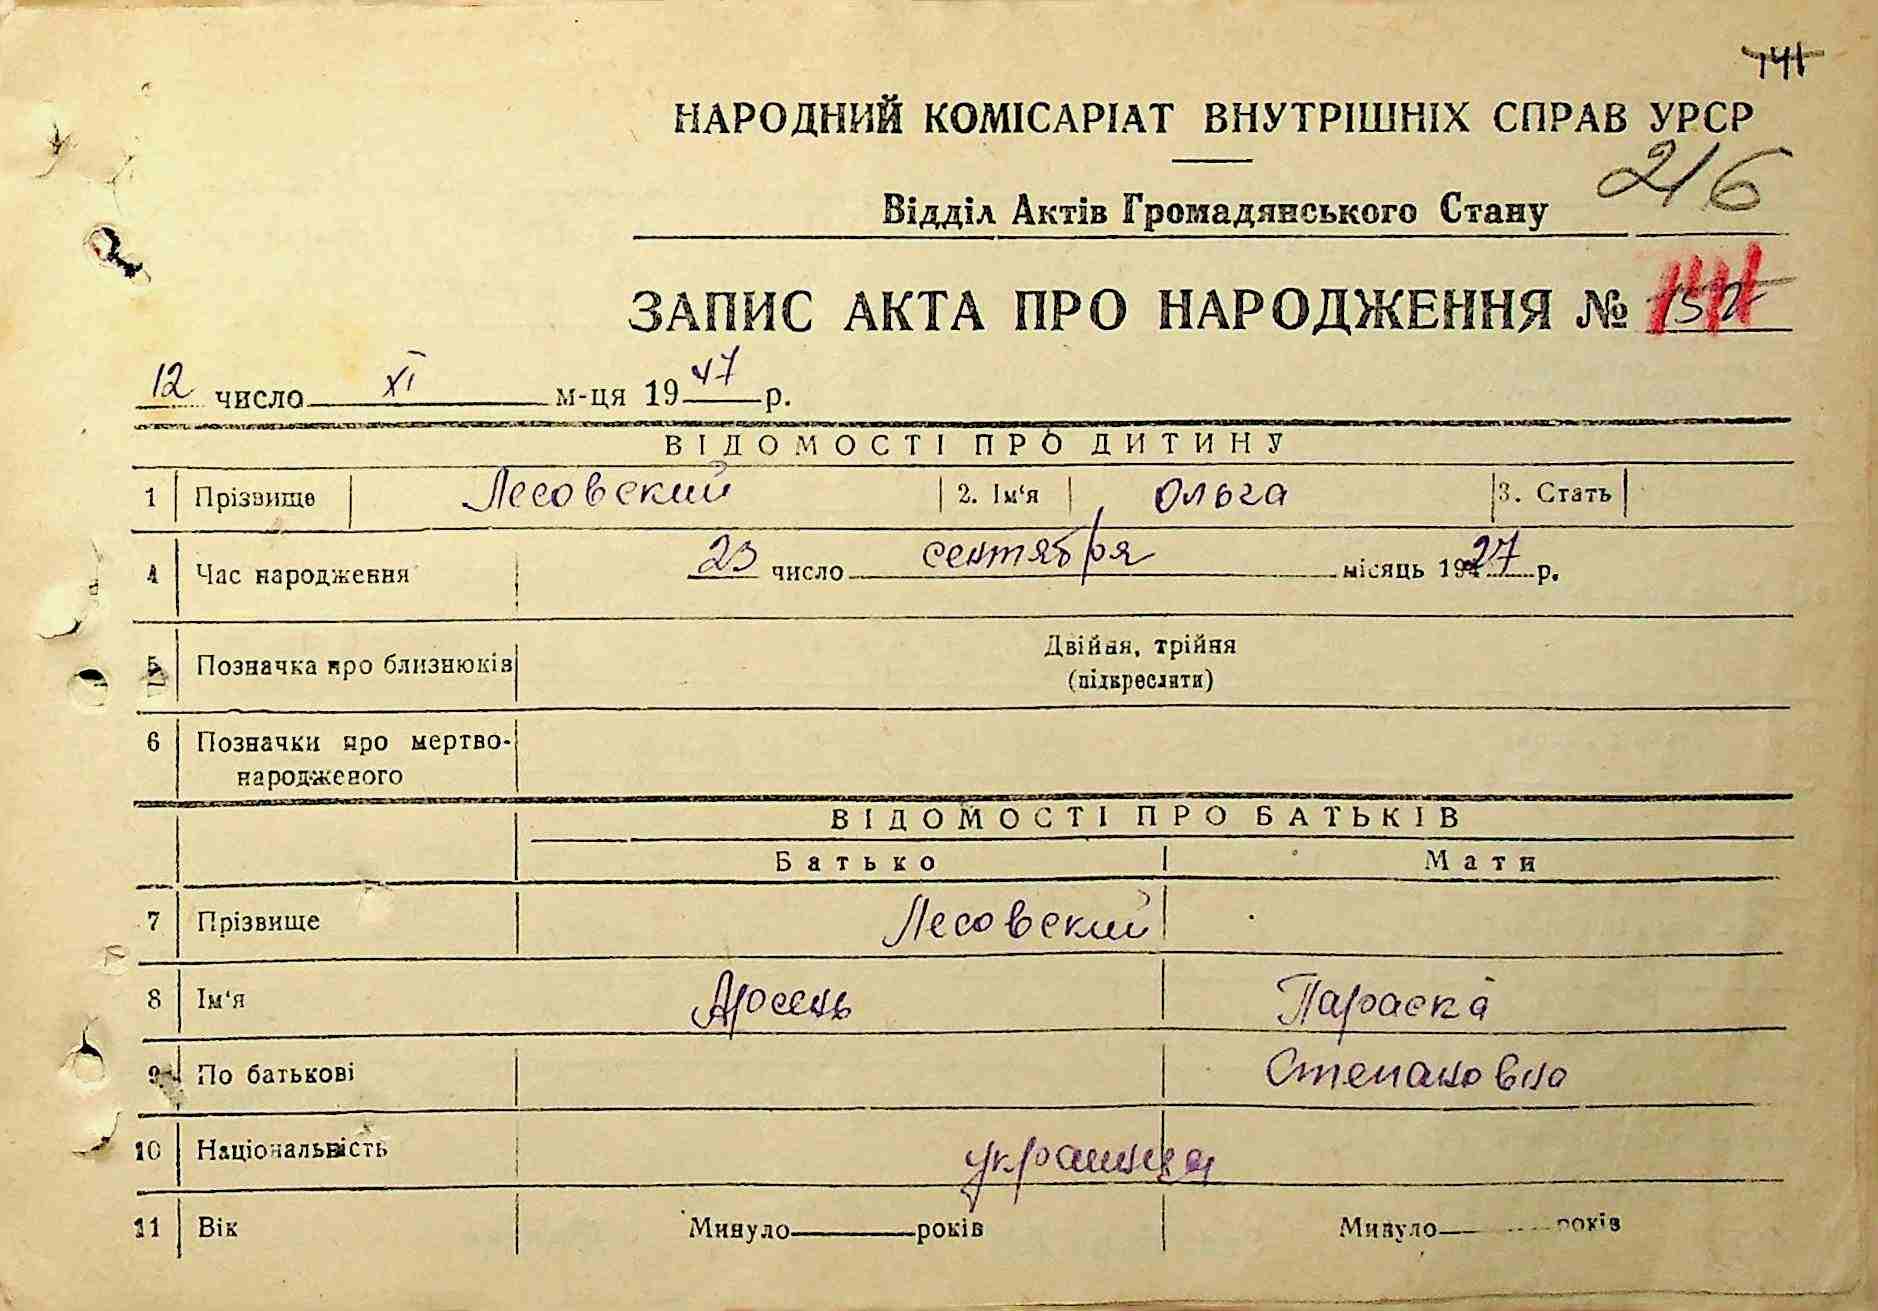 141
НАРОДНИЙ КОМІСАРІАТ ВНУТРІШНІХ СПРАВ УРСР
216
Відділ Актів Громадянського Стану
ЗАПИС АКТА ПРО НАРОДЖЕННЯ №
12 число XI м-ця 1947 р.
ВІДОМОСТІ ПРО ДИТИНУ
1 Прізвище Лесовский 2. Ім'я Ольга 3. Стать
4 Час народження 23 число сентября місяць 1927 р.
5 Позначка про близнюків Двійня, трійня
(підкреслити)
6 Позначки про мертво-
народженого
ВІДОМОСТІ ПРО БАТЬКІВ
Батько Мати
7 Прізвище Лесовский
8 Ім'я Арсень Параска
9 По батькові Степановна
10 Національність украинцы
11 Вік Минуло років Минуло років